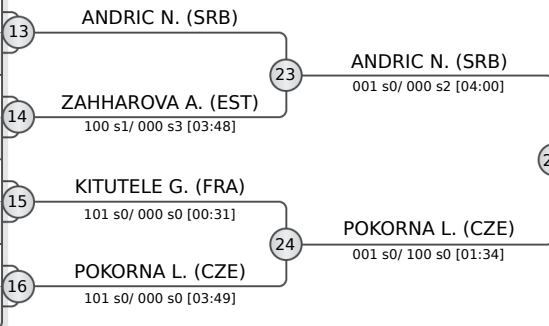 ANDRIC N. (SRB)
13
23
ANDRIC N. (SRB)
001 s0/ 000 s2 [04:00]
ZAHHAROVA A. (EST)
14
100 s1/ 000 s3 [03:48]
KITUTELE G. (FRA)
15
101 s0/ 000 s0 [00:31]
24
POKORNA L. (CZE)
001 s0/ 100 s0 [01:34]
POKORNA L. (CZE)
16
101 s0/ 000 s0 [03:49]